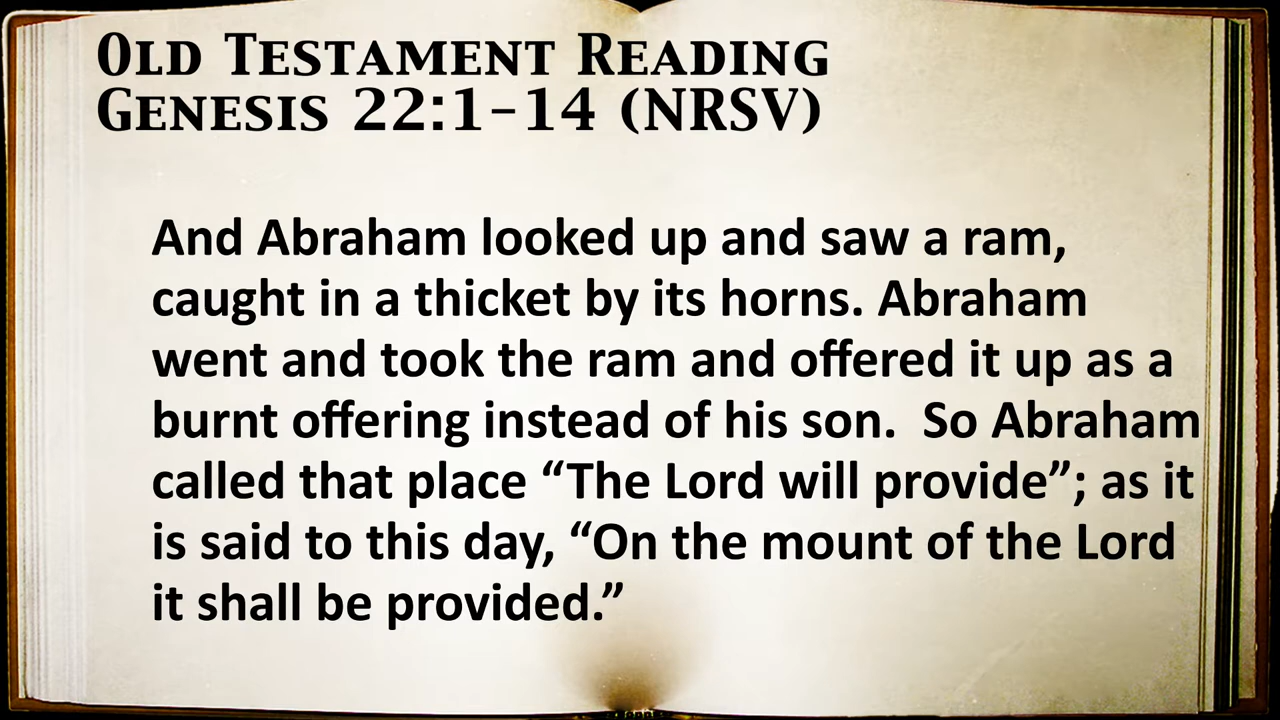 Old Testament Reading
Genesis 22:1-14 (NRSV)
And Abraham looked up and saw a ram,
caught in a thicket by its horns. Abraham
went and took the ram and offered it up as a
burnt offering instead of his son.  So Abraham
called that place “The Lord will provide”; as it
is said to this day, “On the mount of the Lord
it shall be provided.”